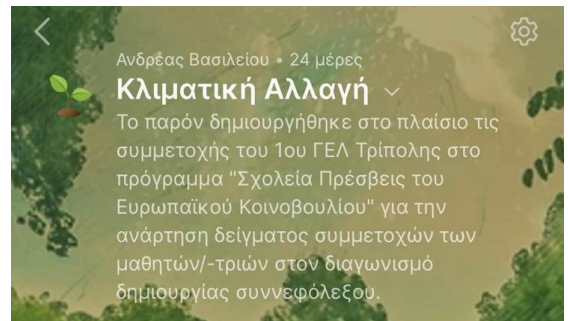 Ανδρέας Βασιλείου • 24 μέρες
Κλιματική Αλλαγή
Το παρόν δημιουργήθηκε στο πλαίσιο τις
συμμετοχής του 1ου ΓΕΛ Τρίπολης στο
πρόγραμμα "Σχολεία Πρέσβεις του
Ευρωπαϊκού Κοινοβουλίου" για την
ανάρτηση δείγματος συμμετοχών των
μαθητών/-τριών στον διαγωνισμό
δημιουργίας συννεφόλεξου.